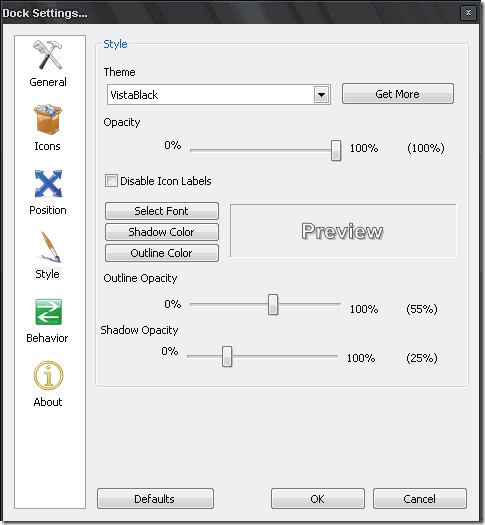 Dock Settings...
x
General
Icons
Position
Style
Behavior
About
Style
Theme
VistaBlack
Get More
Opacity
0% 100% (100%)
Disable Icon Labels
Select Font
Shadow Color
Outline Color
Preview
Outline Opacity
0% 100% (55%)
Shadow Opacity
0% 100% (25%)
Defaults OK Cancel